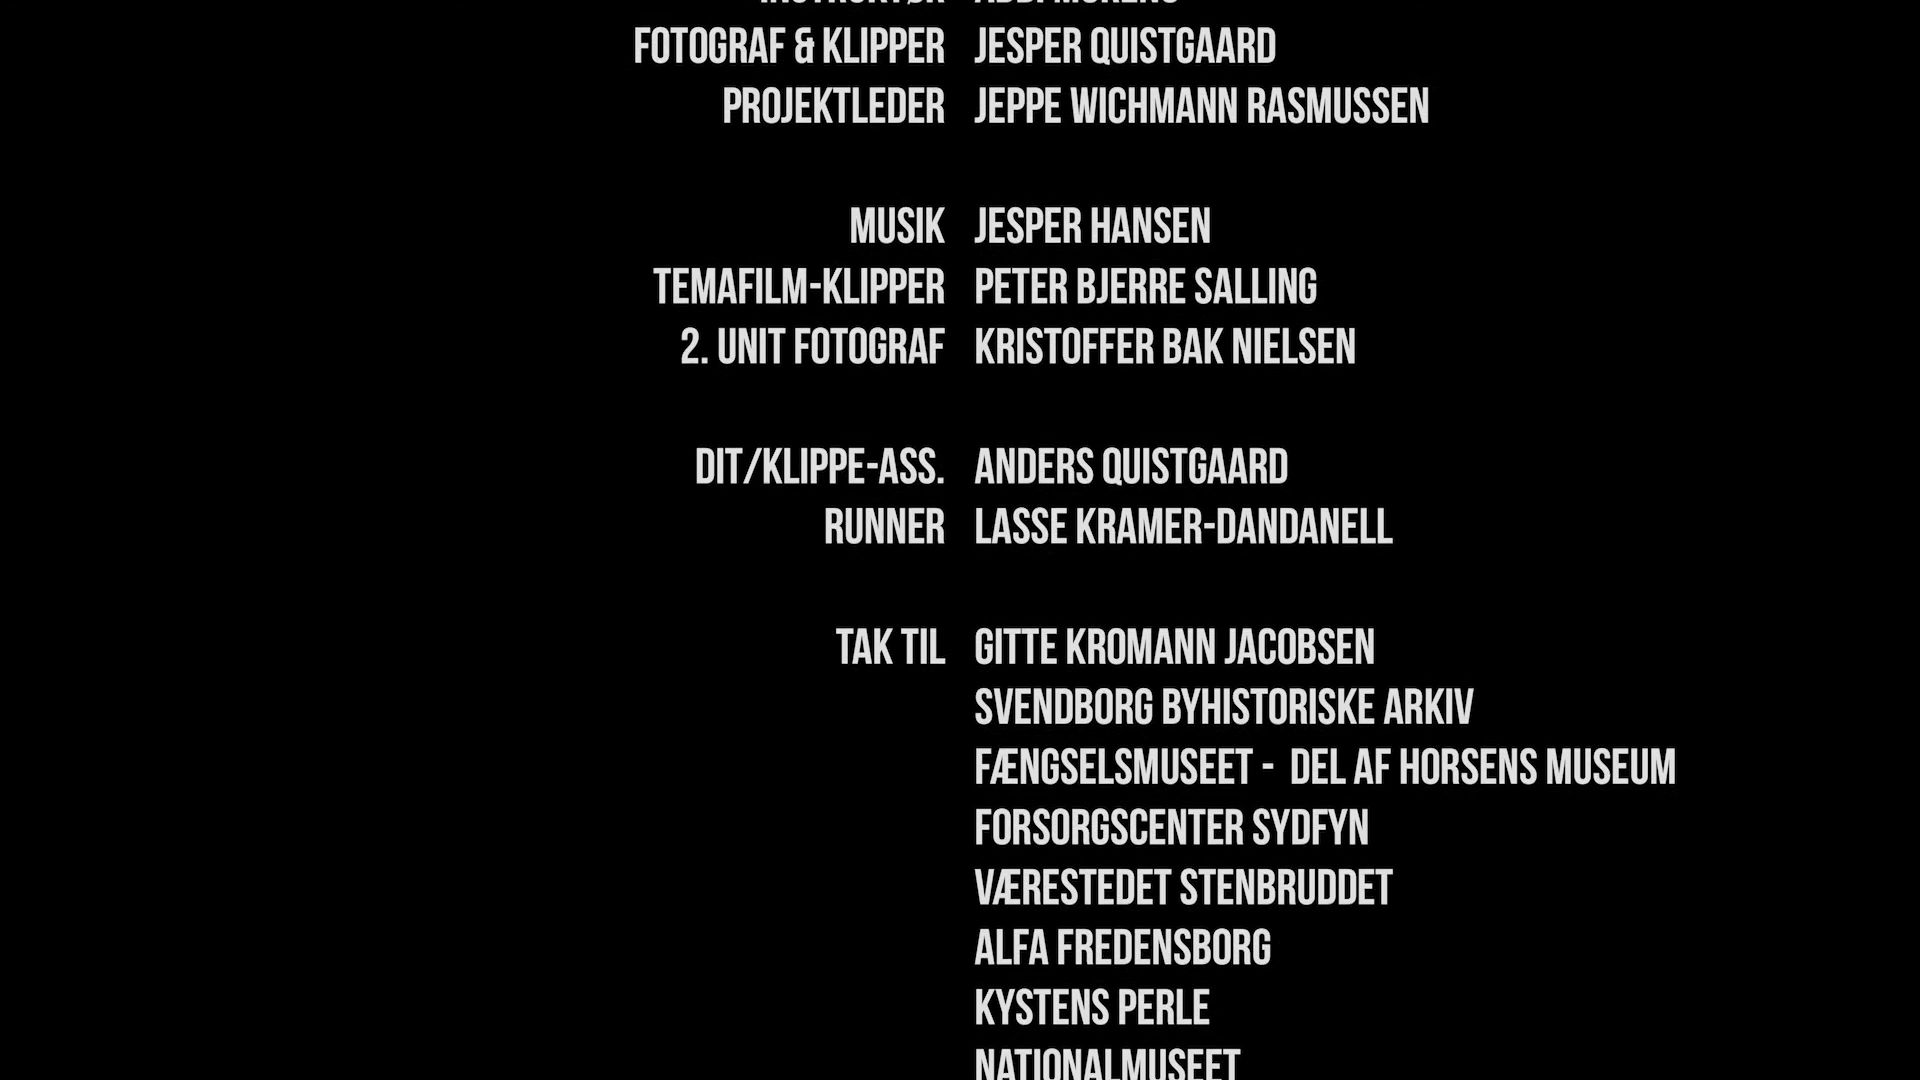 FOTOGRAF & KLIPPER JESPER QUISTGAARD
PROJEKTLEDER JEPPE WICHMANN RASMUSSEN
MUSIK JESPER HANSEN
TEMAFILM-KLIPPER PETER BJERRE SALLING
2. UNIT FOTOGRAF KRISTOFFER BAK NIELSEN
DIT/KLIPPE-ASS. ANDERS QUISTGAARD
RUNNER LASSE KRAMER-DANDANELL
TAK TIL GITTE KROMANN JACOBSEN
SVENDBORG BYHISTORISKE ARKIV
FÆNGSELSMUSEET -  DEL AF HORSENS MUSEUM
FORSORGSCENTER SYDFYN
VÆRESTEDET STENBRUDDET
ALFA FREDENSBORG
KYSTENS PERLE
NATIONALMUSEET